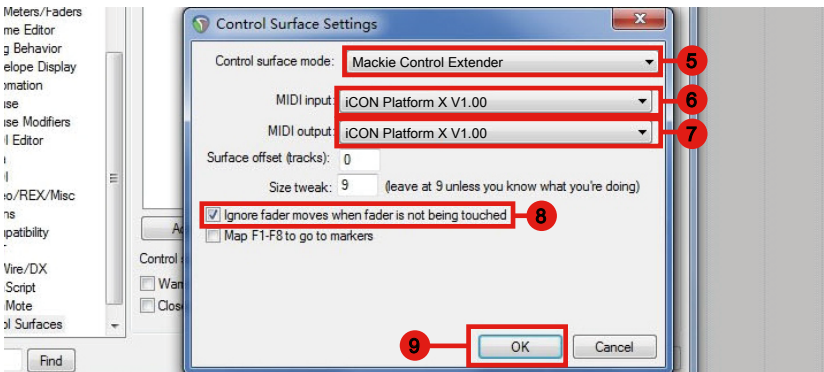 Meters/Faders
me Editor
g Behavior
elope Display
omation
use
use Modifiers
I Editor
eo/REX/Misc
ns
patibility
Wire/DX
Script
Mote
ol Surfaces
Find
Control
Wan
Close
Control Surface Settings
Control surface mode: Mackie Control Extender
5
MIDI input: iCON Platform X V1.00
6
MIDI output: iCON Platform X V1.00
7
Surface offset (tracks): 0
Size tweak: 9 (leave at 9 unless you know what you're doing)
Ignore fader moves when fader is not being touched
8
Map F1-F8 to go to markers
9
OK
Cancel